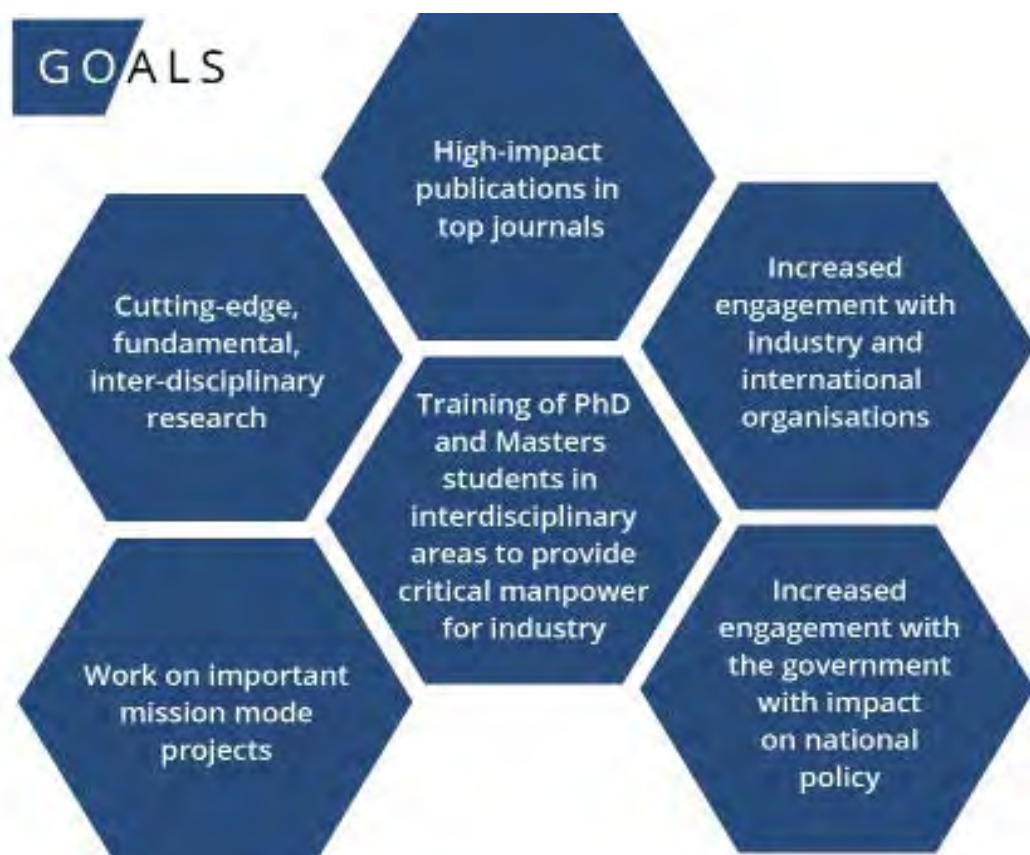 GOALS
High-impact
publications in
top journals
Cutting-edge,
fundamental,
inter-disciplinary
research
Increased
engagement with
industry and
international
organisations
Training of PhD
and Masters
students in
interdisciplinary
areas to provide
critical manpower
for industry
Work on important
mission mode
projects
Increased
engagement with
the government
with impact
on national
policy